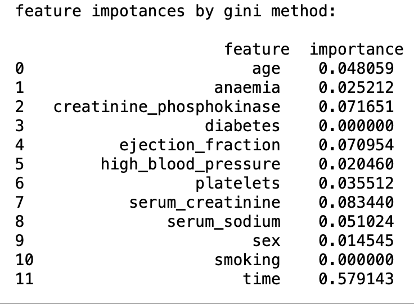 feature impotances by gini method:
feature importance
0 age 0.048059
1 anaemia 0.025212
2 creatinine_phosphokinase 0.071651
3 diabetes 0.000000
4 ejection_fraction 0.070954
5 high_blood_pressure 0.020460
6 platelets 0.035512
7 serum_creatinine 0.083440
8 serum_sodium 0.051024
9 sex 0.014545
10 smoking 0.000000
11 time 0.579143